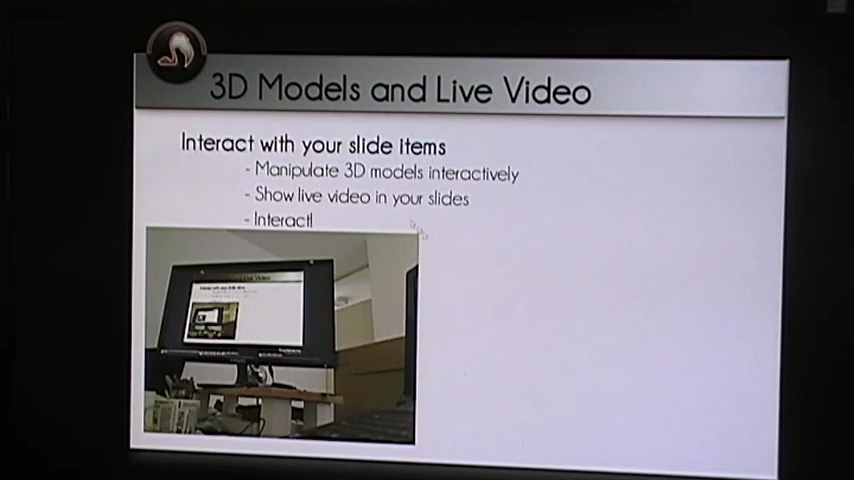 3D Models and Live Video
Interact with your slide items
- Manipulate 3D models interactively
- Show live video in your slides
- Interact!